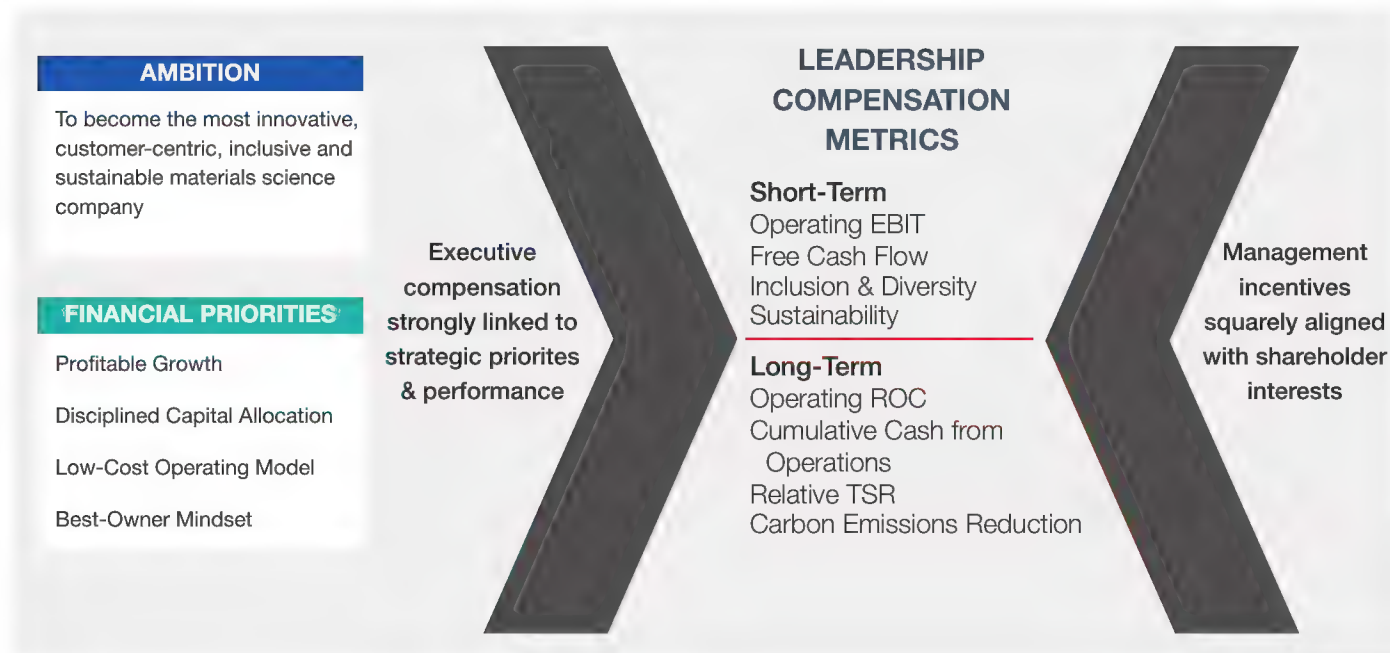 AMBITION
To become the most innovative,
customer-centric, inclusive and
sustainable materials science
company
FINANCIAL PRIORITIES
Profitable Growth
Disciplined Capital Allocation
Low-Cost Operating Model
Best-Owner Mindset
Executive
compensation
strongly linked to
strategic priorites
& performance
LEADERSHIP
COMPENSATION
METRICS
Short-Term
Operating EBIT
Free Cash Flow
Inclusion & Diversity
Sustainability
Long-Term
Operating ROC
Cumulative Cash from
Operations
Relative TSR
Carbon Emissions Reduction
Management
incentives
squarely aligned
with shareholder
interests